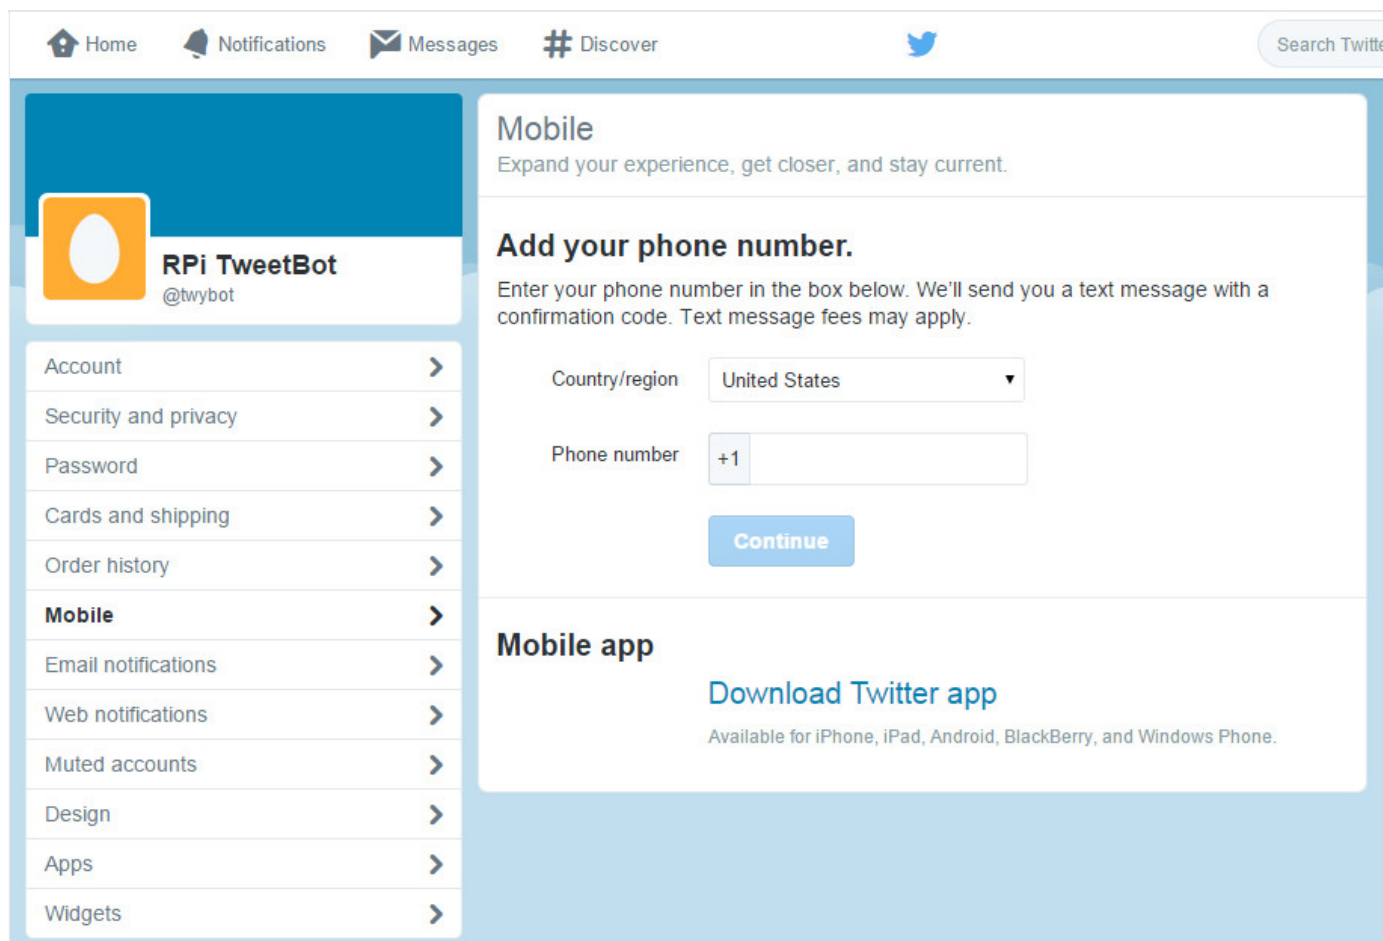 Home Notifications Messages Discover
Search
RPi TweetBot
@twybot
Account
Security and privacy
Password
Cards and shipping
Order history
Mobile
Email notifications
Web notifications
Muted accounts
Design
Apps
Widgets
Mobile
Expand your experience, get closer, and stay current.
Add your phone number.
Enter your phone number in the box below. We'll send you a text message with a
confirmation code. Text message fees may apply.
Country/region United States
Phone number +1
Continue
Mobile app
Download Twitter app
Available for iPhone, iPad, Android, BlackBerry, and Windows Phone.